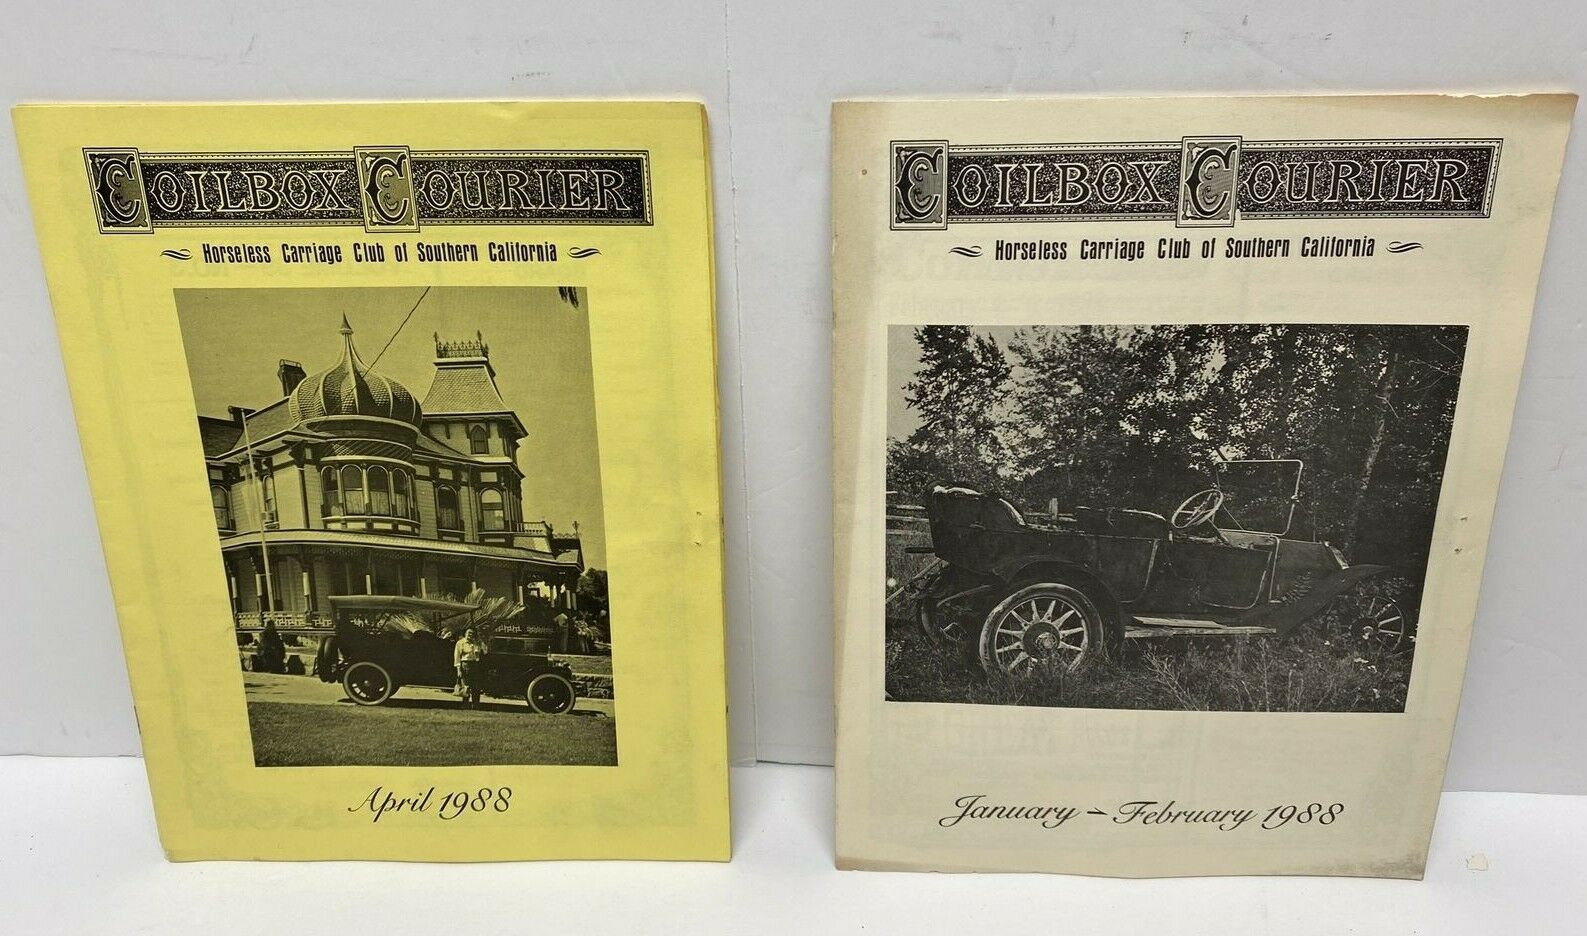 COILBOX COURIER
Horseless Carriage Club of Southern California
April 1988
COILBOX COURIER
Horseless Carriage Club of Southern California
January - February 1988